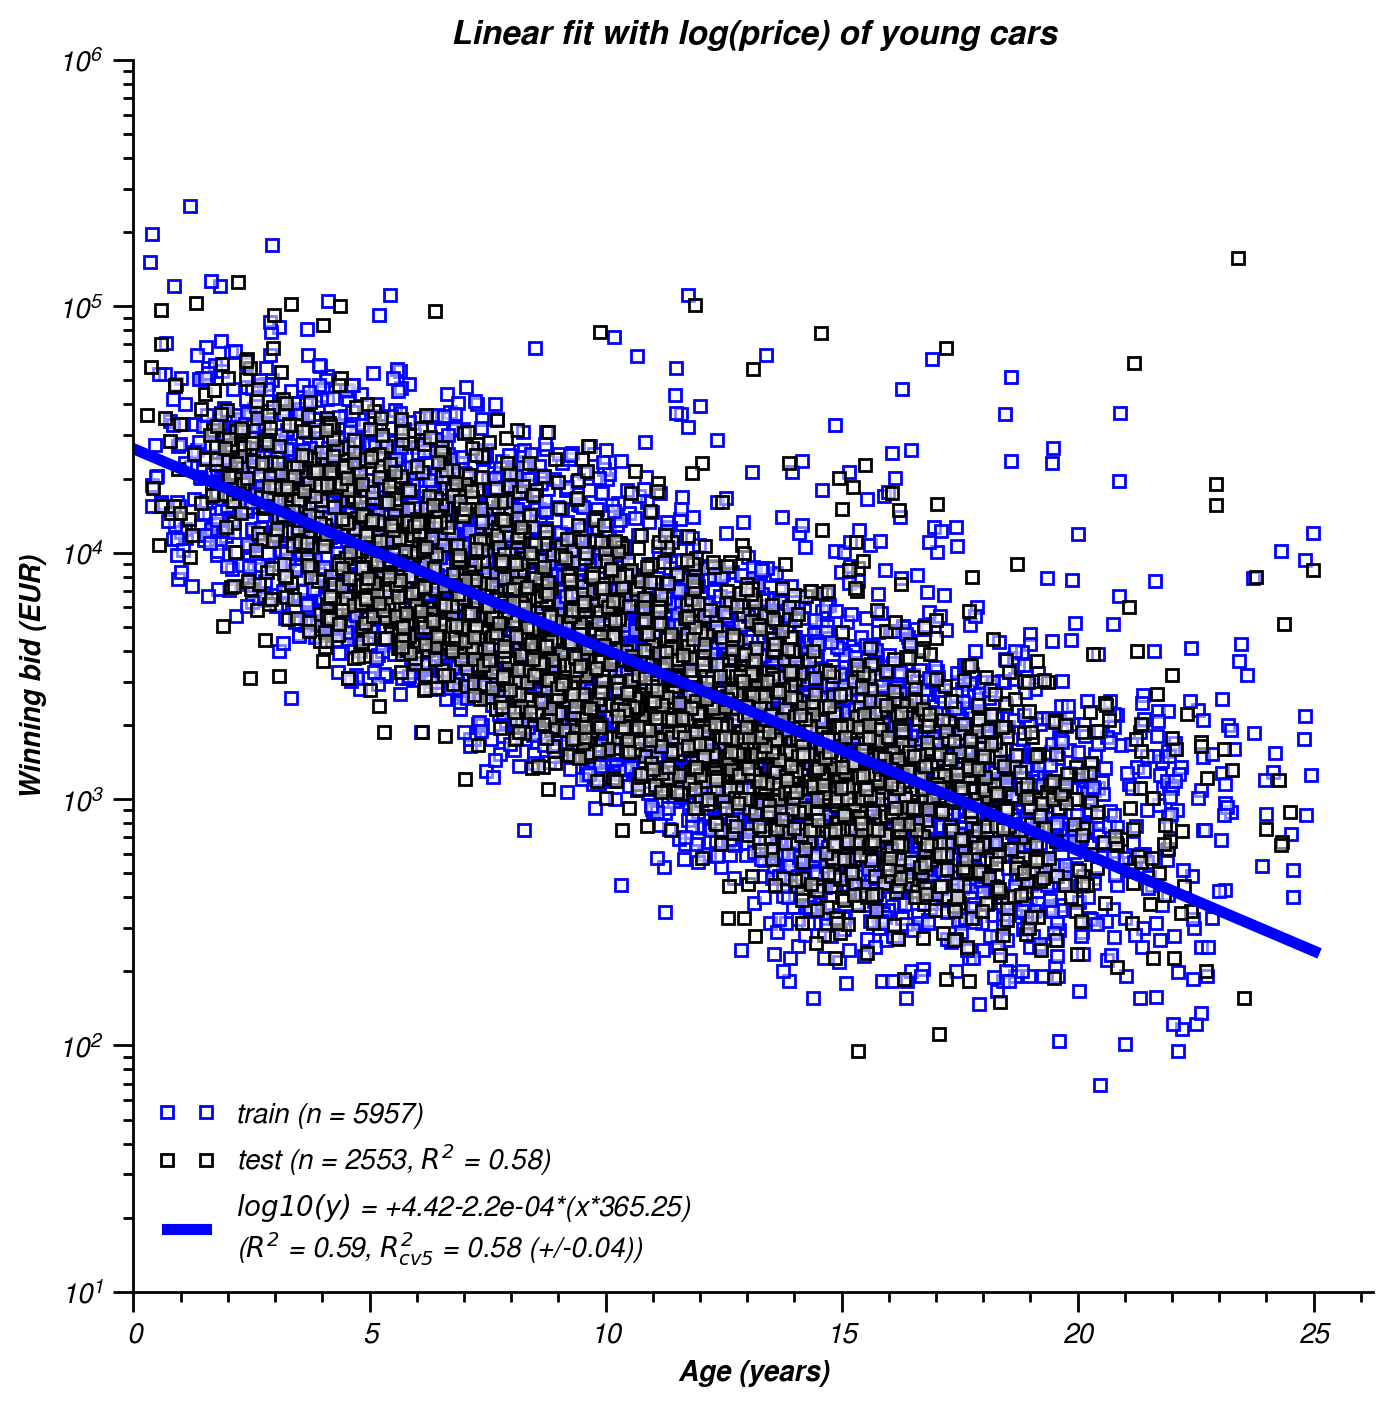 Linear fit with log(price) of young cars
10^6
10^5
10^4
10^3
10^2
10^1
Winning bid (EUR)
train (n = 5957)
test (n = 2553, R^2 = 0.58)
log10(y) = +4.42-2.2e-04*(x*365.25)
(R^2 = 0.59, R^2_cv5 = 0.58 (+/-0.04))
0 5 10 15 20 25
Age (years)